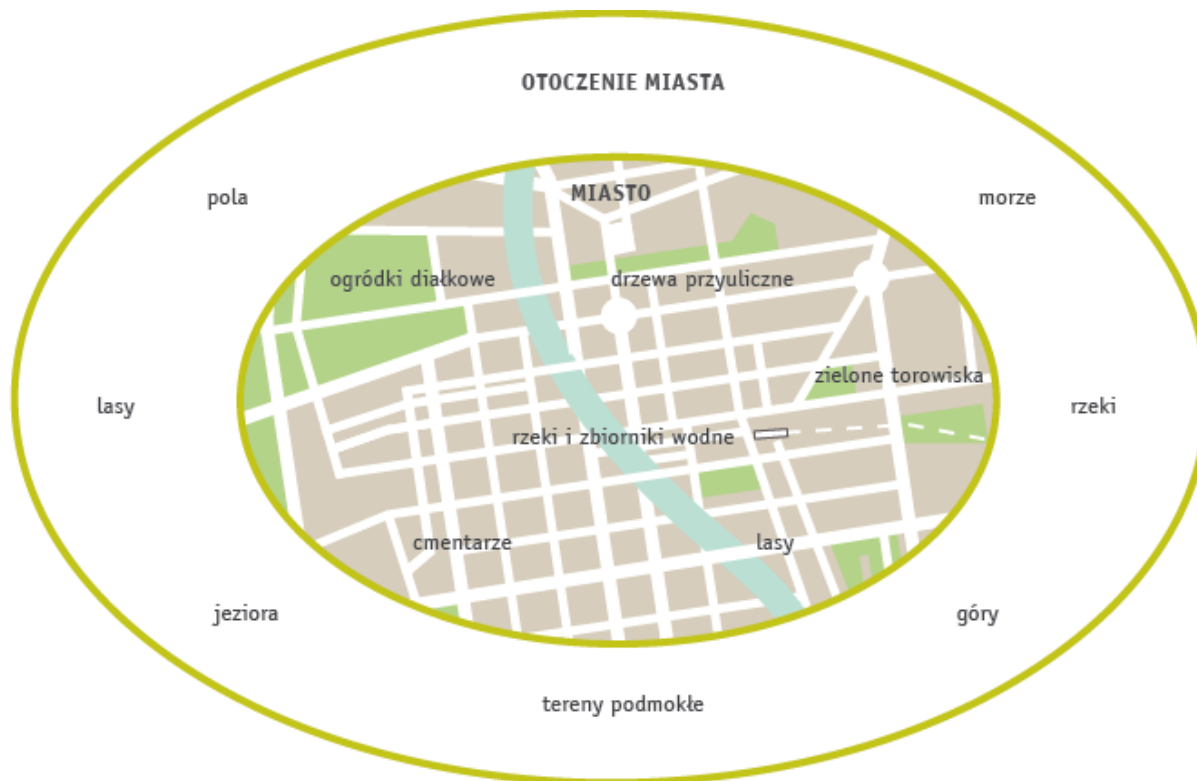 OTOCZENIE MIASTA
MIASTO
pola
morze
ogródki działkowe
drzewa przyuliczne
zielone torowiska
lasy
rzeki
rzeki i zbiorniki wodne
cmentarze
lasy
jeziora
góry
tereny podmokłe